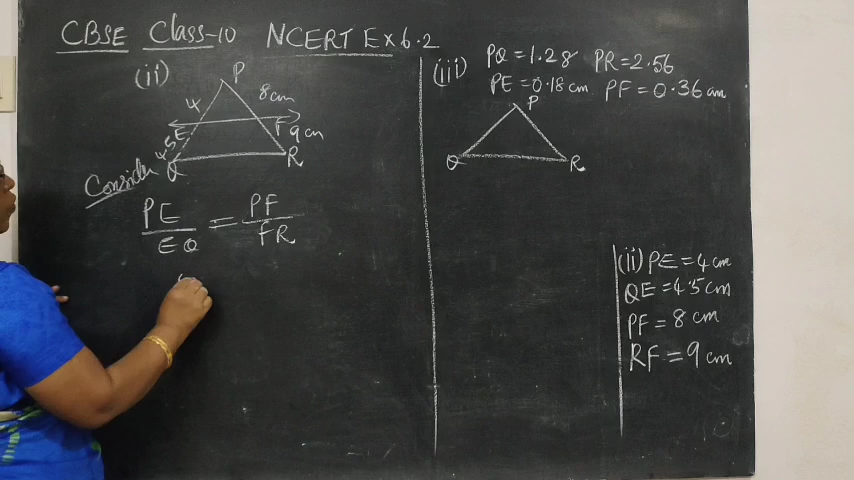 CBSE Class-10 NCERT Ex 6.2
(ii)
P
4
8cm
E
F
9 cm
4.5
Q
R
Consider
PE/EQ = PF/FR
(iii) PQ = 1.28 PR = 2.56
PE = 0.18 cm PF = 0.36 cm
P
Q
R
(ii) PE = 4 cm
QE = 4.5 cm
PF = 8 cm
RF = 9 cm